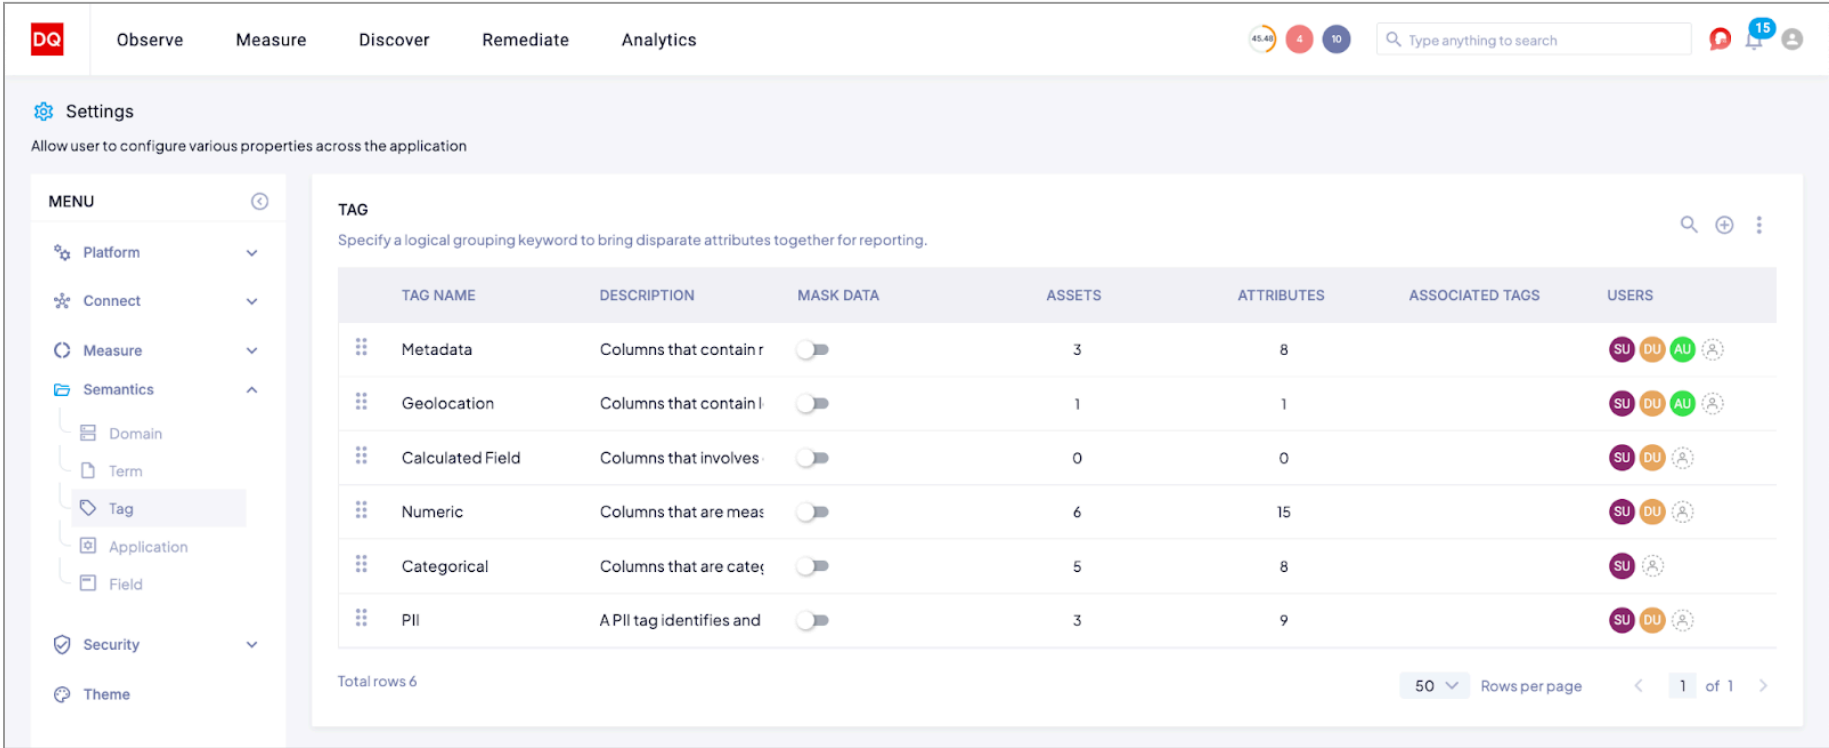 DQ Observe Measure Discover Remediate Analytics 45.48 4 10 Type anything to search 15
Settings
Allow user to configure various properties across the application
MENU
Platform
Connect
Measure
Semantics
Domain
Term
Tag
Application
Field
Security
Theme
TAG
Specify a logical grouping keyword to bring disparate attributes together for reporting.
TAG NAME DESCRIPTION MASK DATA ASSETS ATTRIBUTES ASSOCIATED TAGS USERS
Metadata Columns that contain 3 8 SU DU AU
Geolocation Columns that contain 1 1 SU DU AU
Calculated Field Columns that involves 0 0 SU DU
Numeric Columns that are meas 6 15 SU DU
Categorical Columns that are categ 5 8 SU
PII A PII tag identifies and 3 9 SU DU
Total rows 6 50 Rows per page 1 of 1